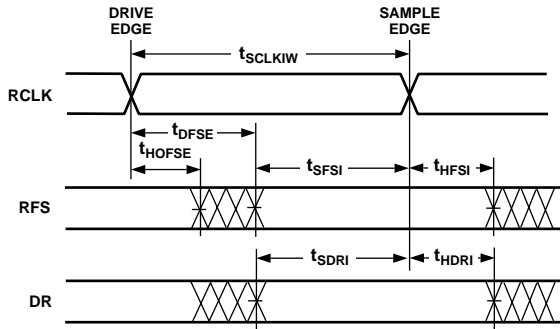 DRIVE
EDGE
SAMPLE
EDGE
tSCLKIW
RCLK
tDFSE
tHOFSE
tSFSI
tHFSI
RFS
tSDRI
tHDRI
DR